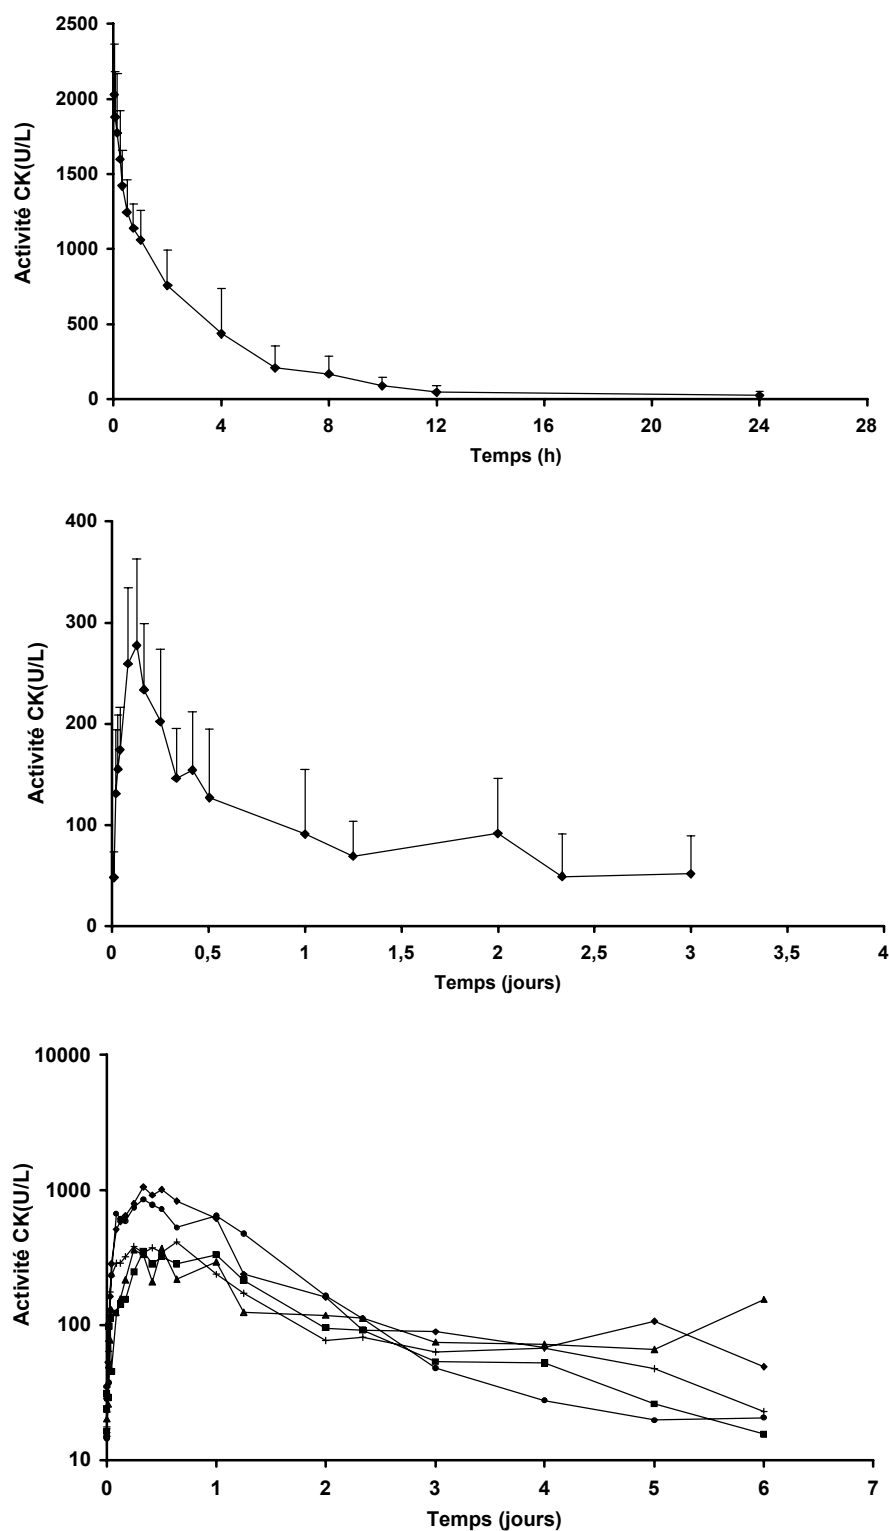 2500
2000
1500
1000
500
0
Activité CK(U/L)
0 4 8 12 16 20 24 28
Temps (h)
400
300
200
100
0
Activité CK(U/L)
0 0,5 1 1,5 2 2,5 3 3,5 4
Temps (jours)
10000
1000
100
10
Activité CK(U/L)
0 1 2 3 4 5 6 7
Temps (jours)